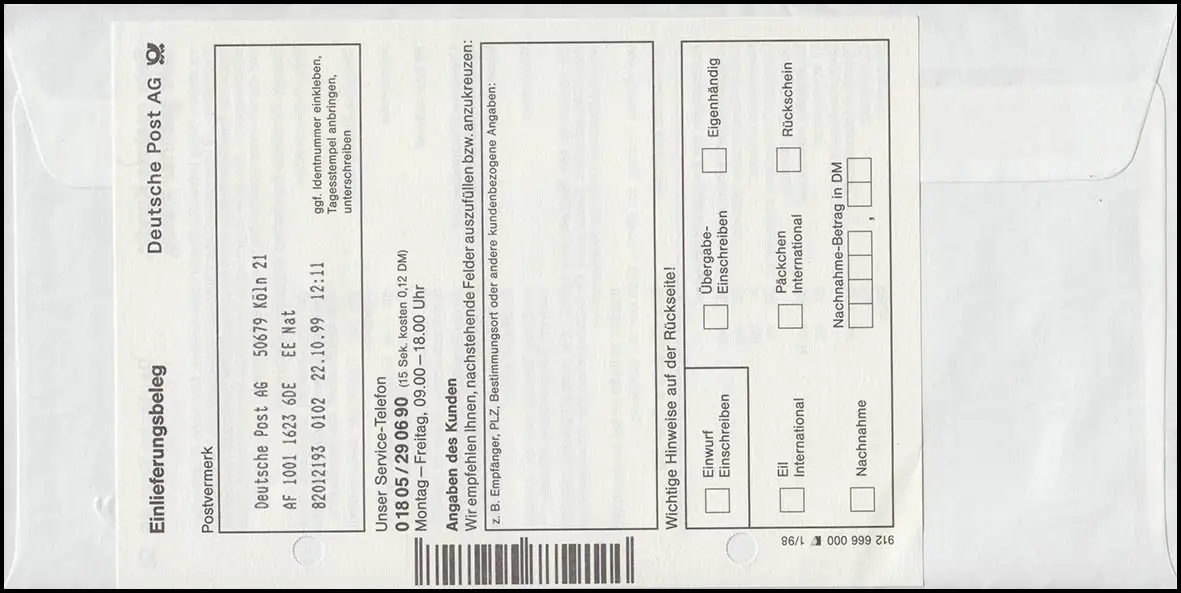 Einlieferungsbeleg
Deutsche Post AG
Postvermerk
Deutsche Post AG 50679 Köln 21
AF 1001 1623 6DE EE Nat
82012193 0102 22.10.99 12:11
ggf. Identnummer einkleben,
Tagesstempel anbringen,
unterschreiben
Unser Service-Telefon
0 18 05 / 29 06 90 (15 Sek. kosten 0,12 DM)
Montag – Freitag, 09.00 – 18.00 Uhr
Angaben des Kunden
Wir empfehlen Ihnen, nachstehende Felder auszufüllen bzw. anzukreuzen:
z. B. Empfänger, PLZ, Bestimmungsort oder andere kundenbezogene Angaben:
Wichtige Hinweise auf der Rückseite!
Einwurf
Einschreiben
Übergabe-
Einschreiben
Eigenhändig
Eil
International
Päckchen
International
Rückschein
Nachnahme
Nachnahme-Betrag in DM
,
912 666 000 1/98